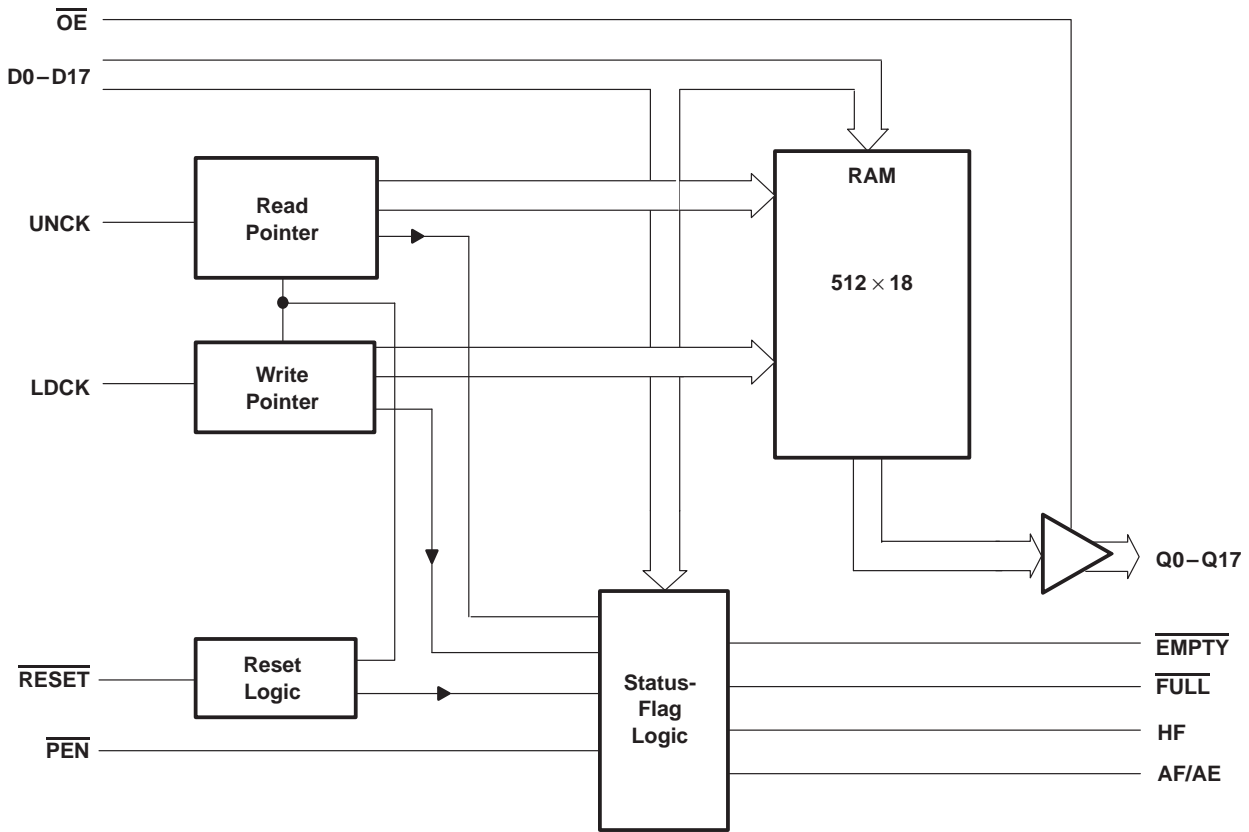 OE
D0–D17
RAM
Read
Pointer
UNCK
512 × 18
Write
Pointer
LDCK
Q0–Q17
Reset
Logic
RESET
Status-
Flag
Logic
EMPTY
FULL
HF
PEN
AF/AE